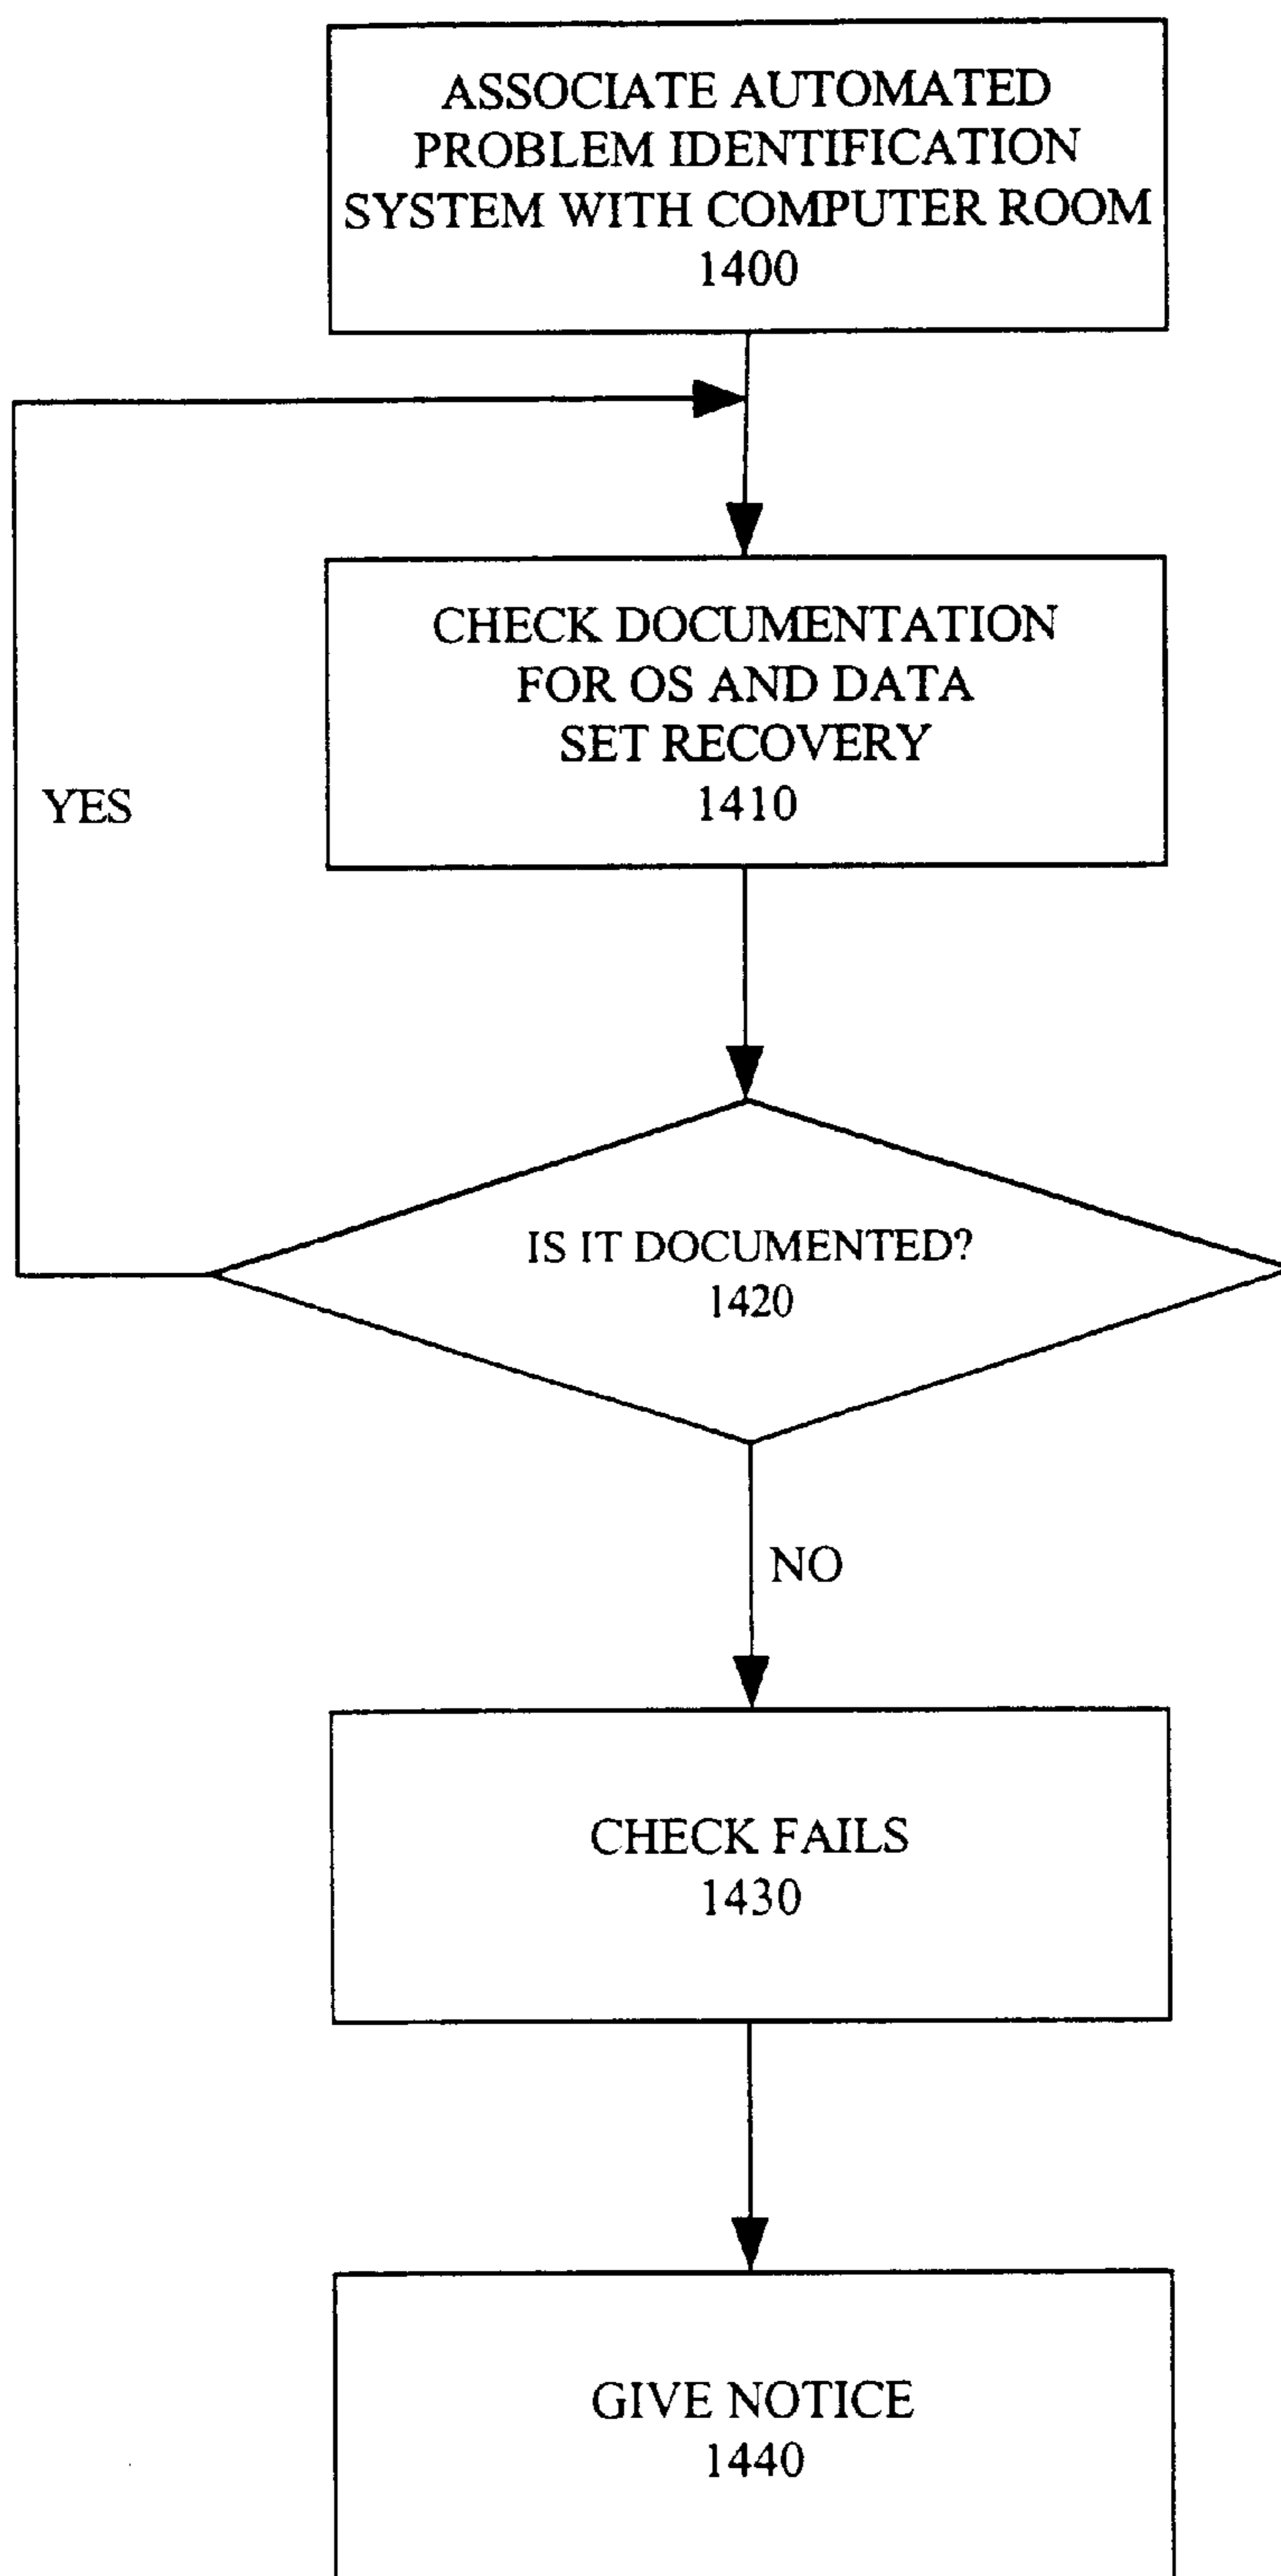 ASSOCIATE AUTOMATED
PROBLEM IDENTIFICATION
SYSTEM WITH COMPUTER ROOM
1400
CHECK DOCUMENTATION
FOR OS AND DATA
SET RECOVERY
1410
YES
IS IT DOCUMENTED?
1420
NO
CHECK FAILS
1430
GIVE NOTICE
1440